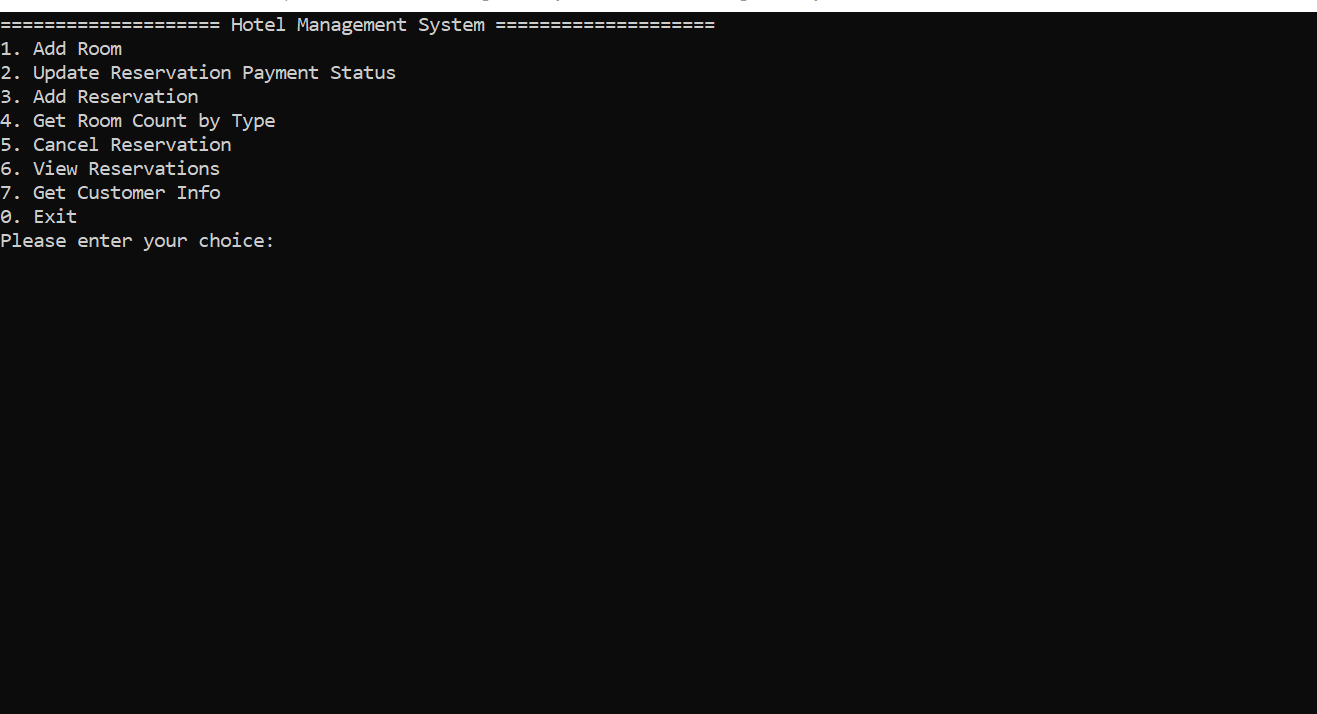 ==================== Hotel Management System ====================
1. Add Room
2. Update Reservation Payment Status
3. Add Reservation
4. Get Room Count by Type
5. Cancel Reservation
6. View Reservations
7. Get Customer Info
0. Exit
Please enter your choice: